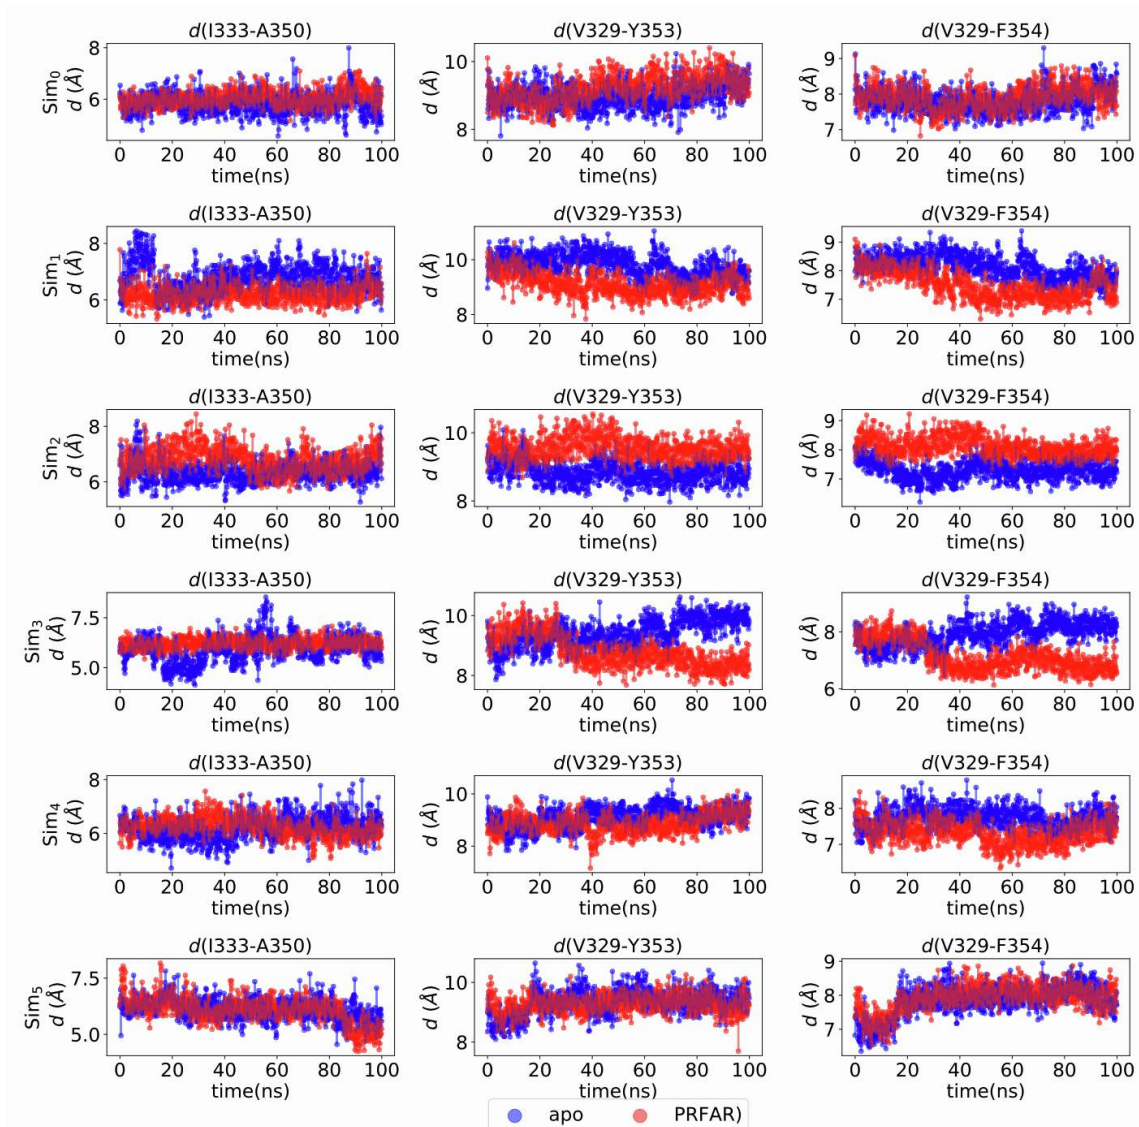 d(I333-A350) d(V329-Y353) d(V329-F354)
Sim0
d (Å) d (Å) d (Å)
8 6
10 8
9 8 7
0 20 40 60 80 100 0 20 40 60 80 100 0 20 40 60 80 100
time(ns) time(ns) time(ns)
d(I333-A350) d(V329-Y353) d(V329-F354)
Sim1
d (Å) d (Å) d (Å)
8 6
10 8
9 8 7
0 20 40 60 80 100 0 20 40 60 80 100 0 20 40 60 80 100
time(ns) time(ns) time(ns)
d(I333-A350) d(V329-Y353) d(V329-F354)
Sim2
d (Å) d (Å) d (Å)
8 6
10 8
9 8 7
0 20 40 60 80 100 0 20 40 60 80 100 0 20 40 60 80 100
time(ns) time(ns) time(ns)
d(I333-A350) d(V329-Y353) d(V329-F354)
Sim3
d (Å) d (Å) d (Å)
7.5 5.0
10 8
8 6
0 20 40 60 80 100 0 20 40 60 80 100 0 20 40 60 80 100
time(ns) time(ns) time(ns)
d(I333-A350) d(V329-Y353) d(V329-F354)
Sim4
d (Å) d (Å) d (Å)
8 6
10 8
8 7
0 20 40 60 80 100 0 20 40 60 80 100 0 20 40 60 80 100
time(ns) time(ns) time(ns)
d(I333-A350) d(V329-Y353) d(V329-F354)
Sim5
d (Å) d (Å) d (Å)
7.5 5.0
10 8
9 8 7
0 20 40 60 80 100 0 20 40 60 80 100 0 20 40 60 80 100
time(ns) time(ns) time(ns)
apo PRFAR)